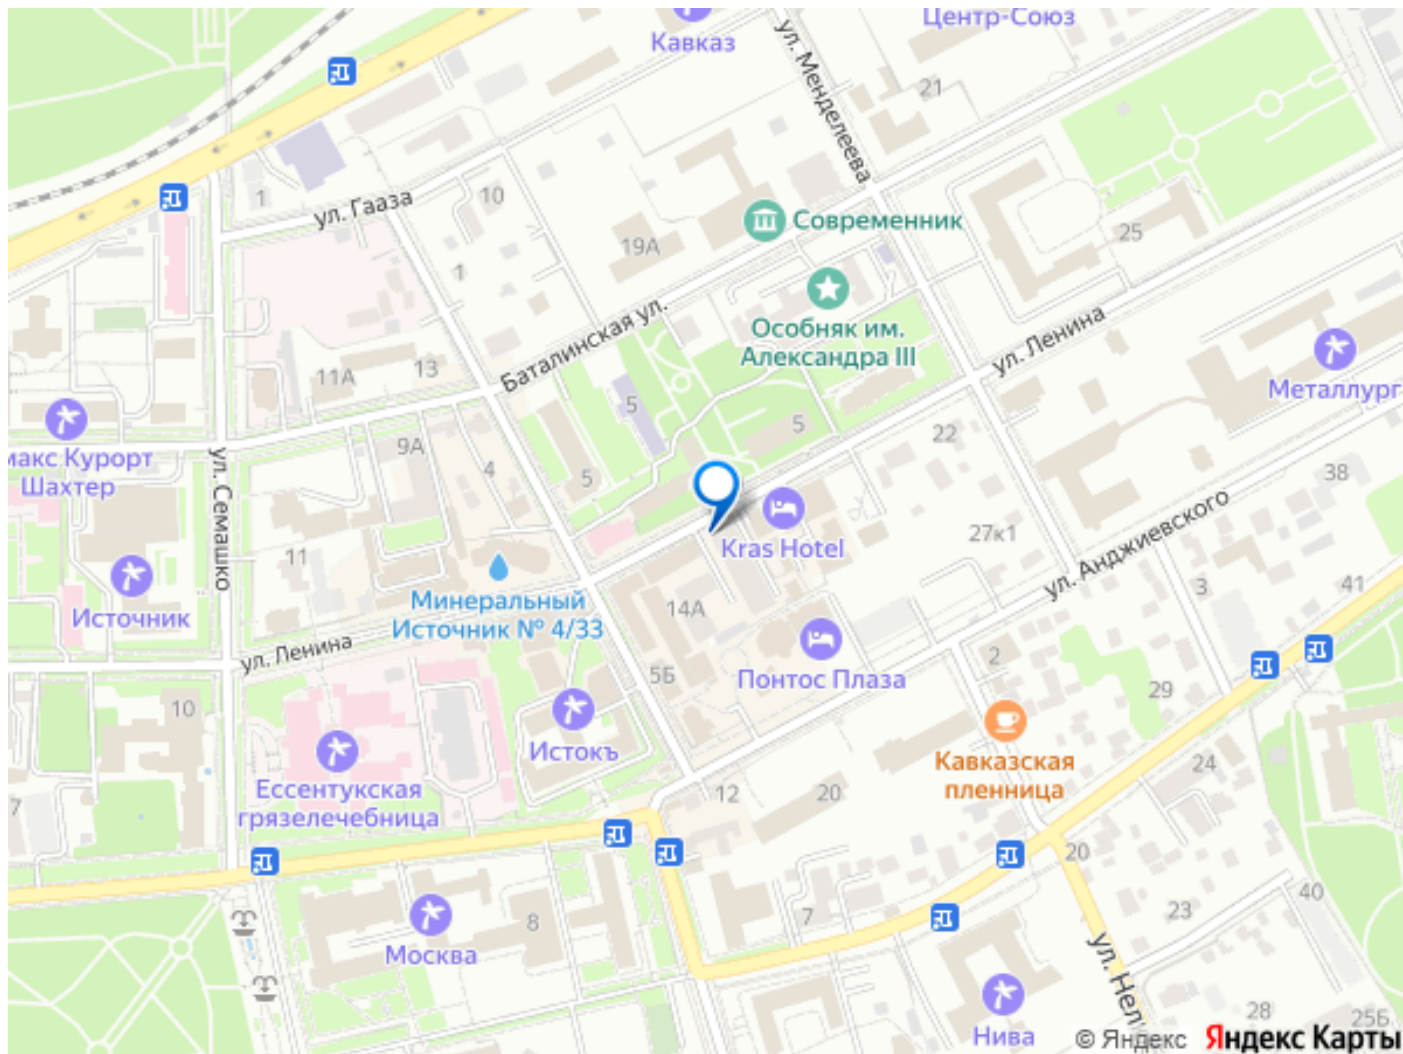 Центр-Союз
Кавказ
ул. Менделеева
21
ул. Гааза
1
10
Современник
19А
25
1
Особняк им.
Александра III
Баталинская ул.
ул. Ленина
Металлург
11А
13
5
5
22
9А
4
5
макс Курорт
Шахтер
ул. Семашко
38
Kras Hotel
27к1
ул. Анджиевского
11
Источник
Минеральный
Источник № 4/33
14А
3
41
ул. Ленина
5Б
Понтос Плаза
2
29
10
Истокъ
Ессентукская
грязелечебница
Кавказская
пленница
24
7
12
20
20
40
23
8
7
Москва
ул. Нел
Нива
28
25Б
© Яндекс Яндекс Карты